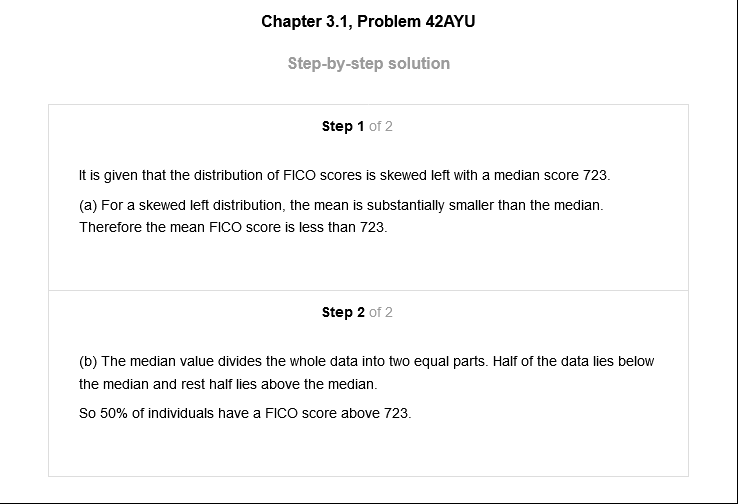 Chapter 3.1, Problem 42AYU
Step-by-step solution
Step 1 of 2
It is given that the distribution of FICO scores is skewed left with a median score 723.
(a) For a skewed left distribution, the mean is substantially smaller than the median.
Therefore the mean FICO score is less than 723.
Step 2 of 2
(b) The median value divides the whole data into two equal parts. Half of the data lies below
the median and rest half lies above the median.
So 50% of individuals have a FICO score above 723.